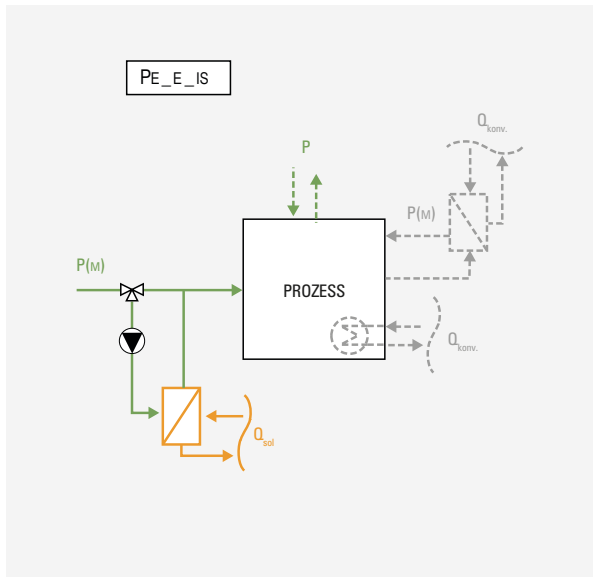 PE_E_IS
Qkonv.
P
P(M)
P(M)
PROZESS
Qkonv.
Qsol